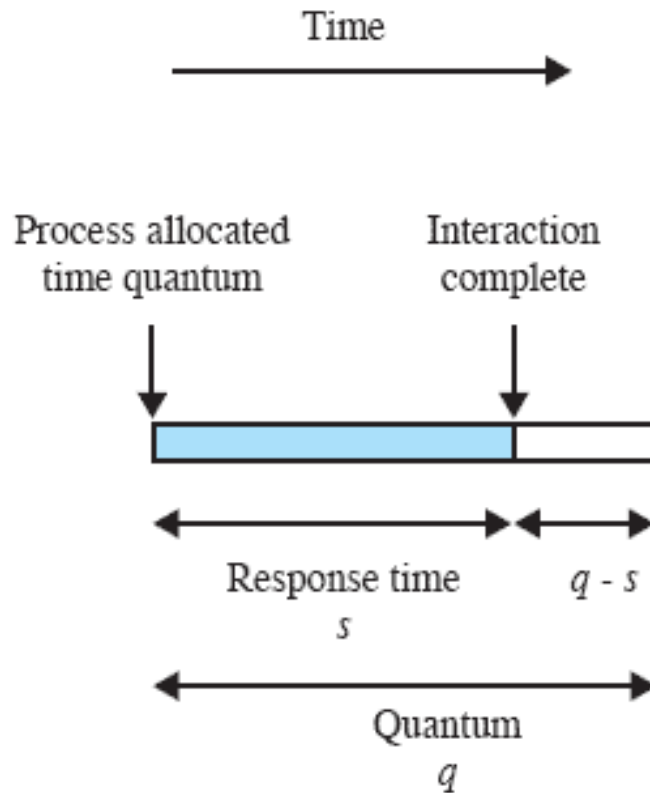 Time
Process allocated
time quantum
Interaction
complete
Response time
s
q - s
Quantum
q